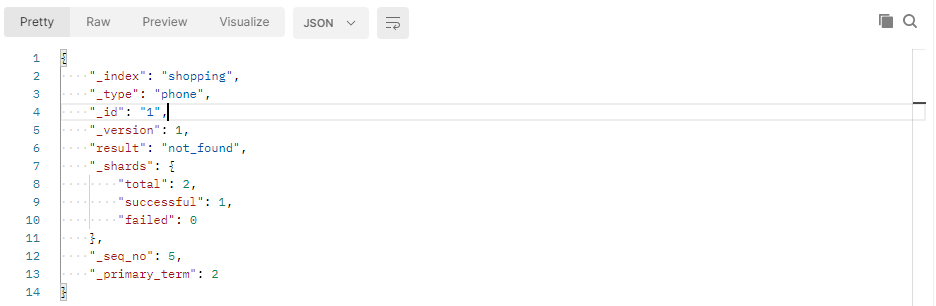 Pretty Raw Preview Visualize JSON
1 {
2 "_index": "shopping",
3 "_type": "phone",
4 "_id": "1",
5 "_version": 1,
6 "result": "not_found",
7 "_shards": {
8 "total": 2,
9 "successful": 1,
10 "failed": 0
11 },
12 "_seq_no": 5,
13 "_primary_term": 2
14 }